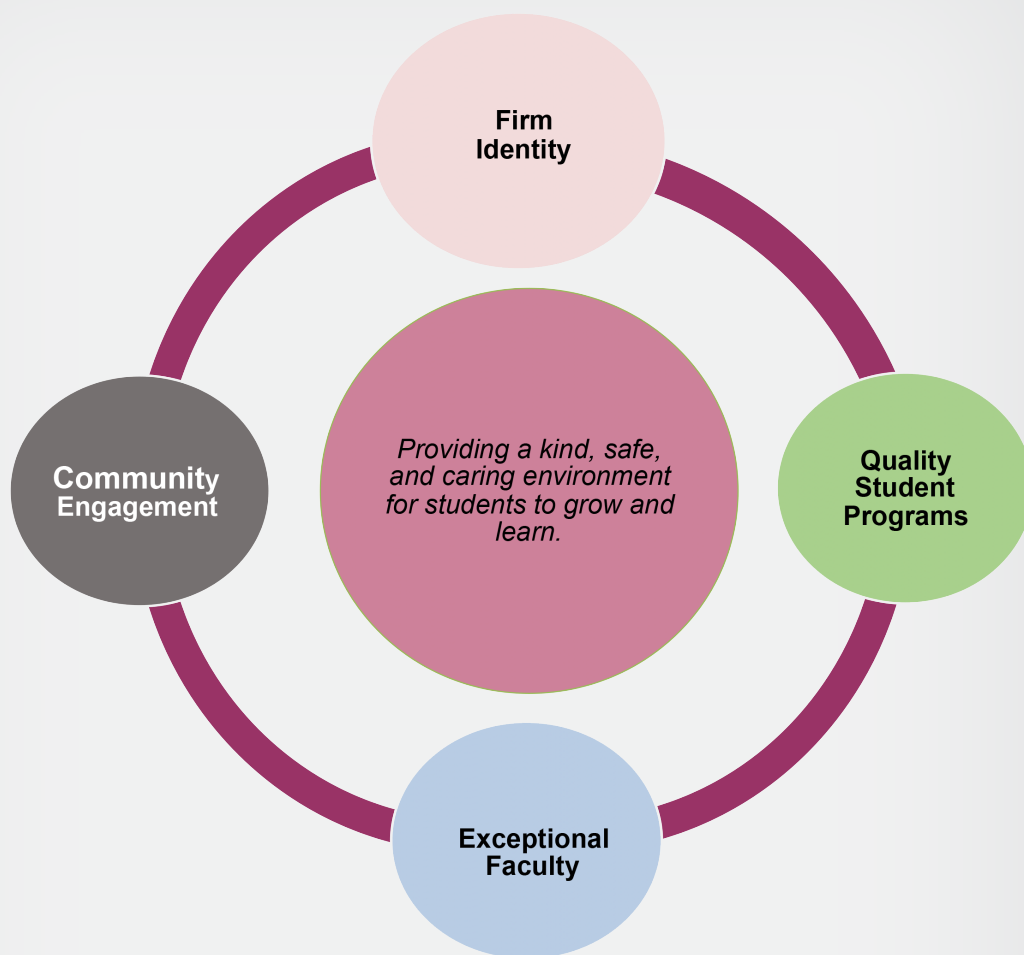 Firm
Identity
Community
Engagement
Providing a kind, safe,
and caring environment
for students to grow and
learn.
Quality
Student
Programs
Exceptional
Faculty